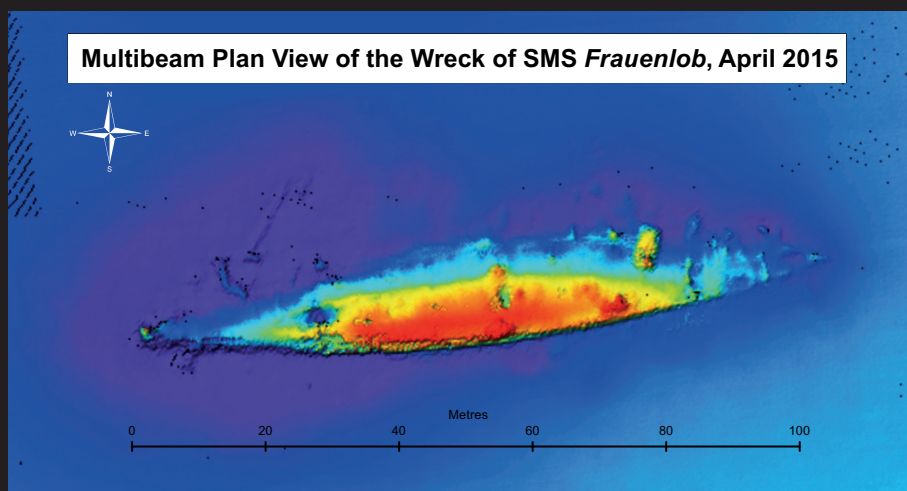 Multibeam Plan View of the Wreck of SMS Frauenlob, April 2015
N
W E
S
Metres
0 20 40 60 80 100